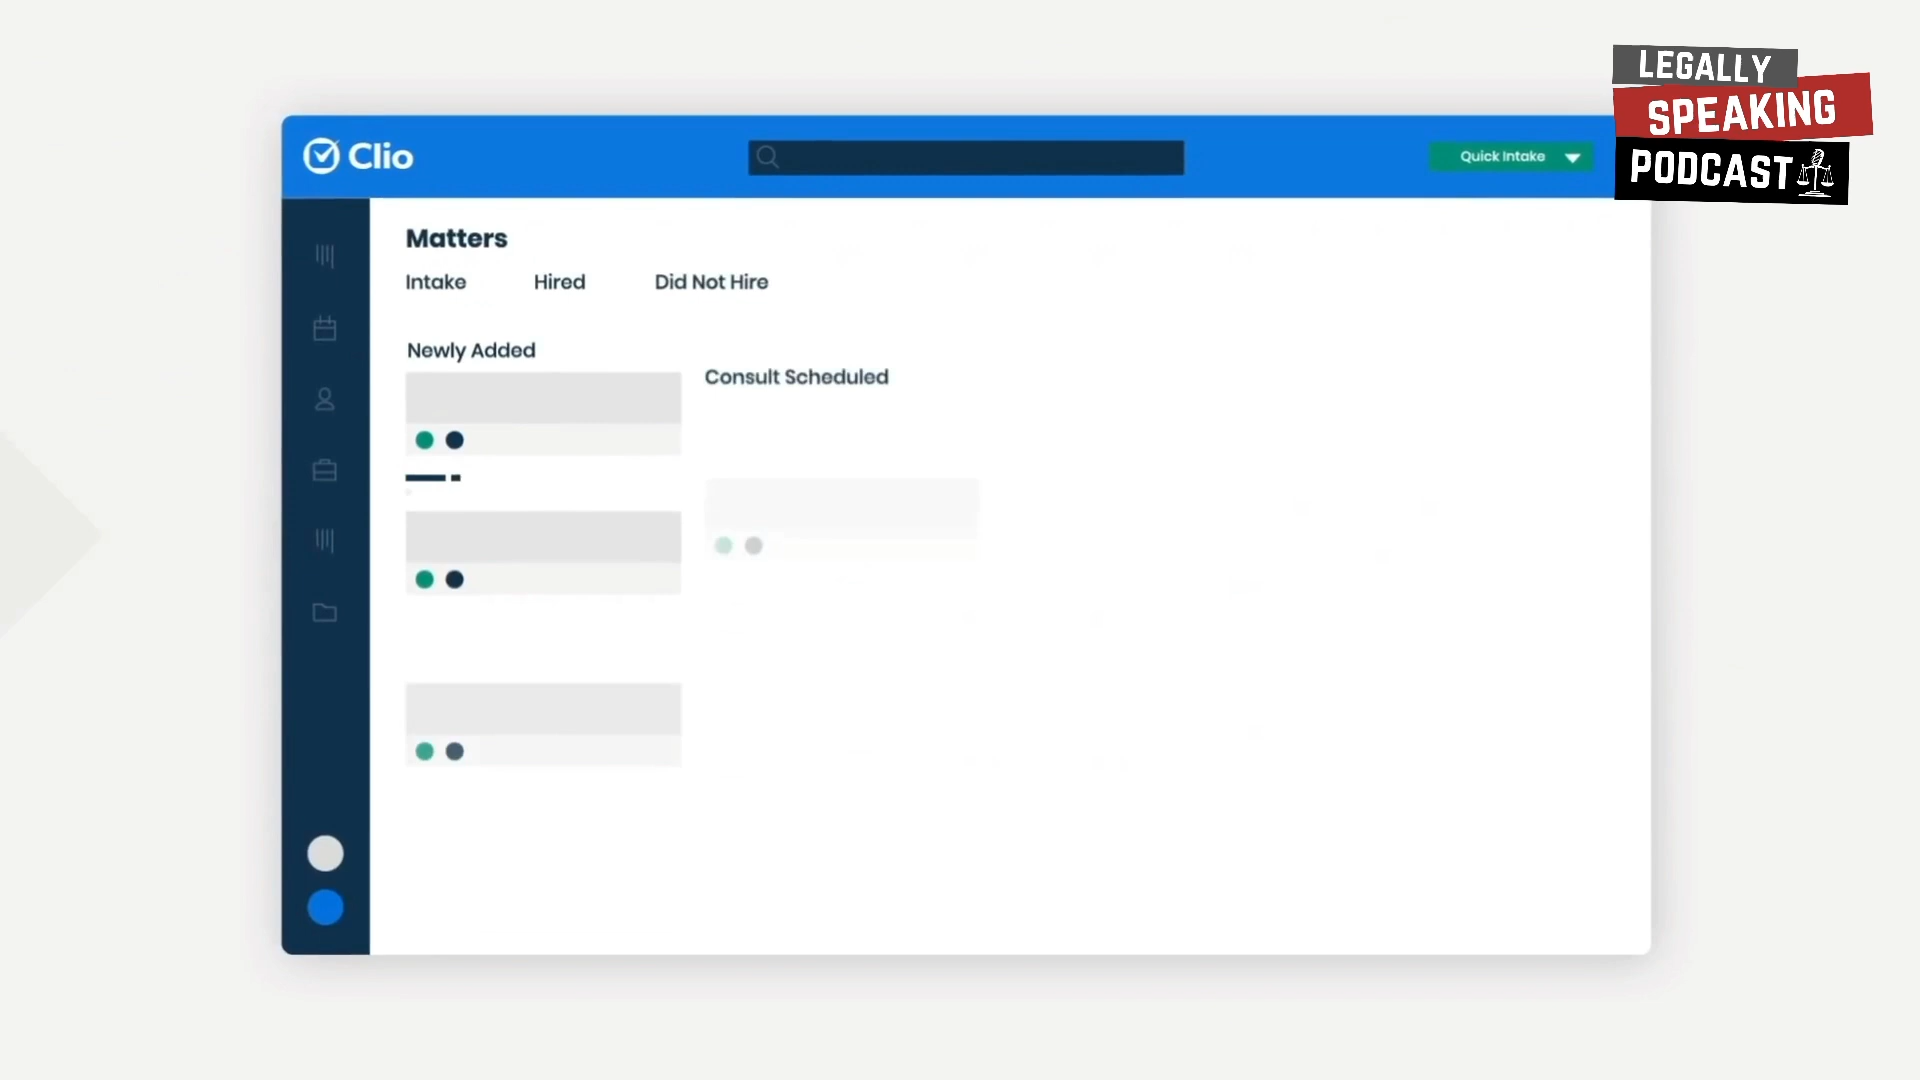 LEGALLY
SPEAKING
PODCAST
Clio
Quick Intake
Matters
Intake Hired Did Not Hire
Newly Added
Consult Scheduled